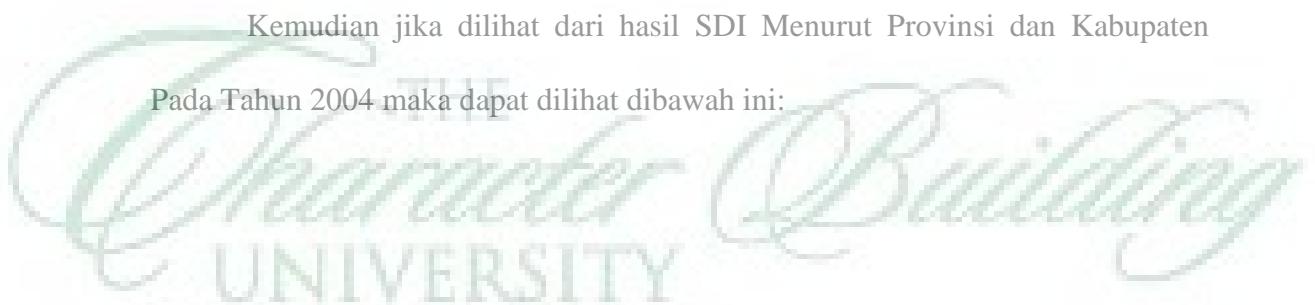 Kemudian jika dilihat dari hasil SDI Menurut Provinsi dan Kabupaten
Pada Tahun 2004 maka dapat dilihat dibawah ini:
THE
Character Building
UNIVERSITY